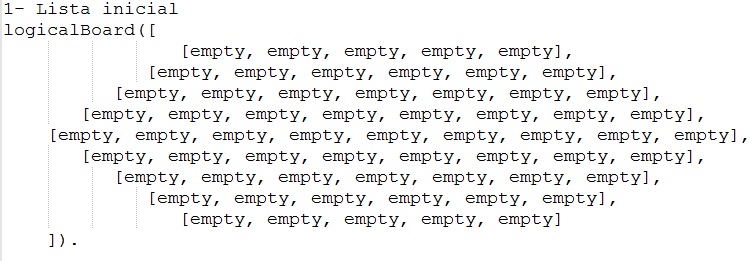 1- Lista inicial
logicalBoard([
[empty, empty, empty, empty, empty],
[empty, empty, empty, empty, empty, empty],
[empty, empty, empty, empty, empty, empty, empty],
[empty, empty, empty, empty, empty, empty, empty, empty],
[empty, empty, empty, empty, empty, empty, empty, empty, empty],
[empty, empty, empty, empty, empty, empty, empty, empty],
[empty, empty, empty, empty, empty, empty, empty],
[empty, empty, empty, empty, empty, empty],
[empty, empty, empty, empty, empty]
]).